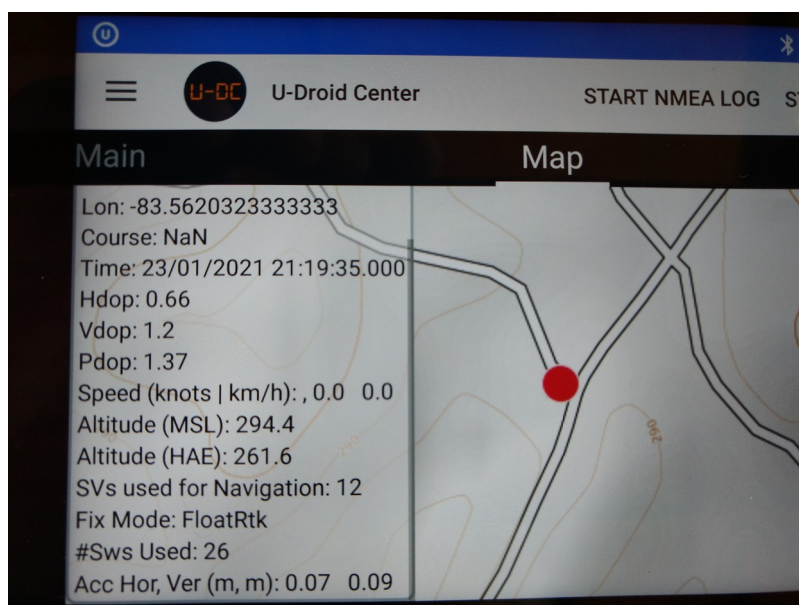 U
U-DC
U-Droid Center
START NMEA LOG
Main
Map
Lon: -83.5620323333333
Course: NaN
Time: 23/01/2021 21:19:35.000
Hdop: 0.66
Vdop: 1.2
Pdop: 1.37
Speed (knots | km/h): , 0.0 0.0
Altitude (MSL): 294.4
Altitude (HAE): 261.6
SVs used for Navigation: 12
Fix Mode: FloatRtk
#Sws Used: 26
Acc Hor, Ver (m, m): 0.07 0.09
290
290